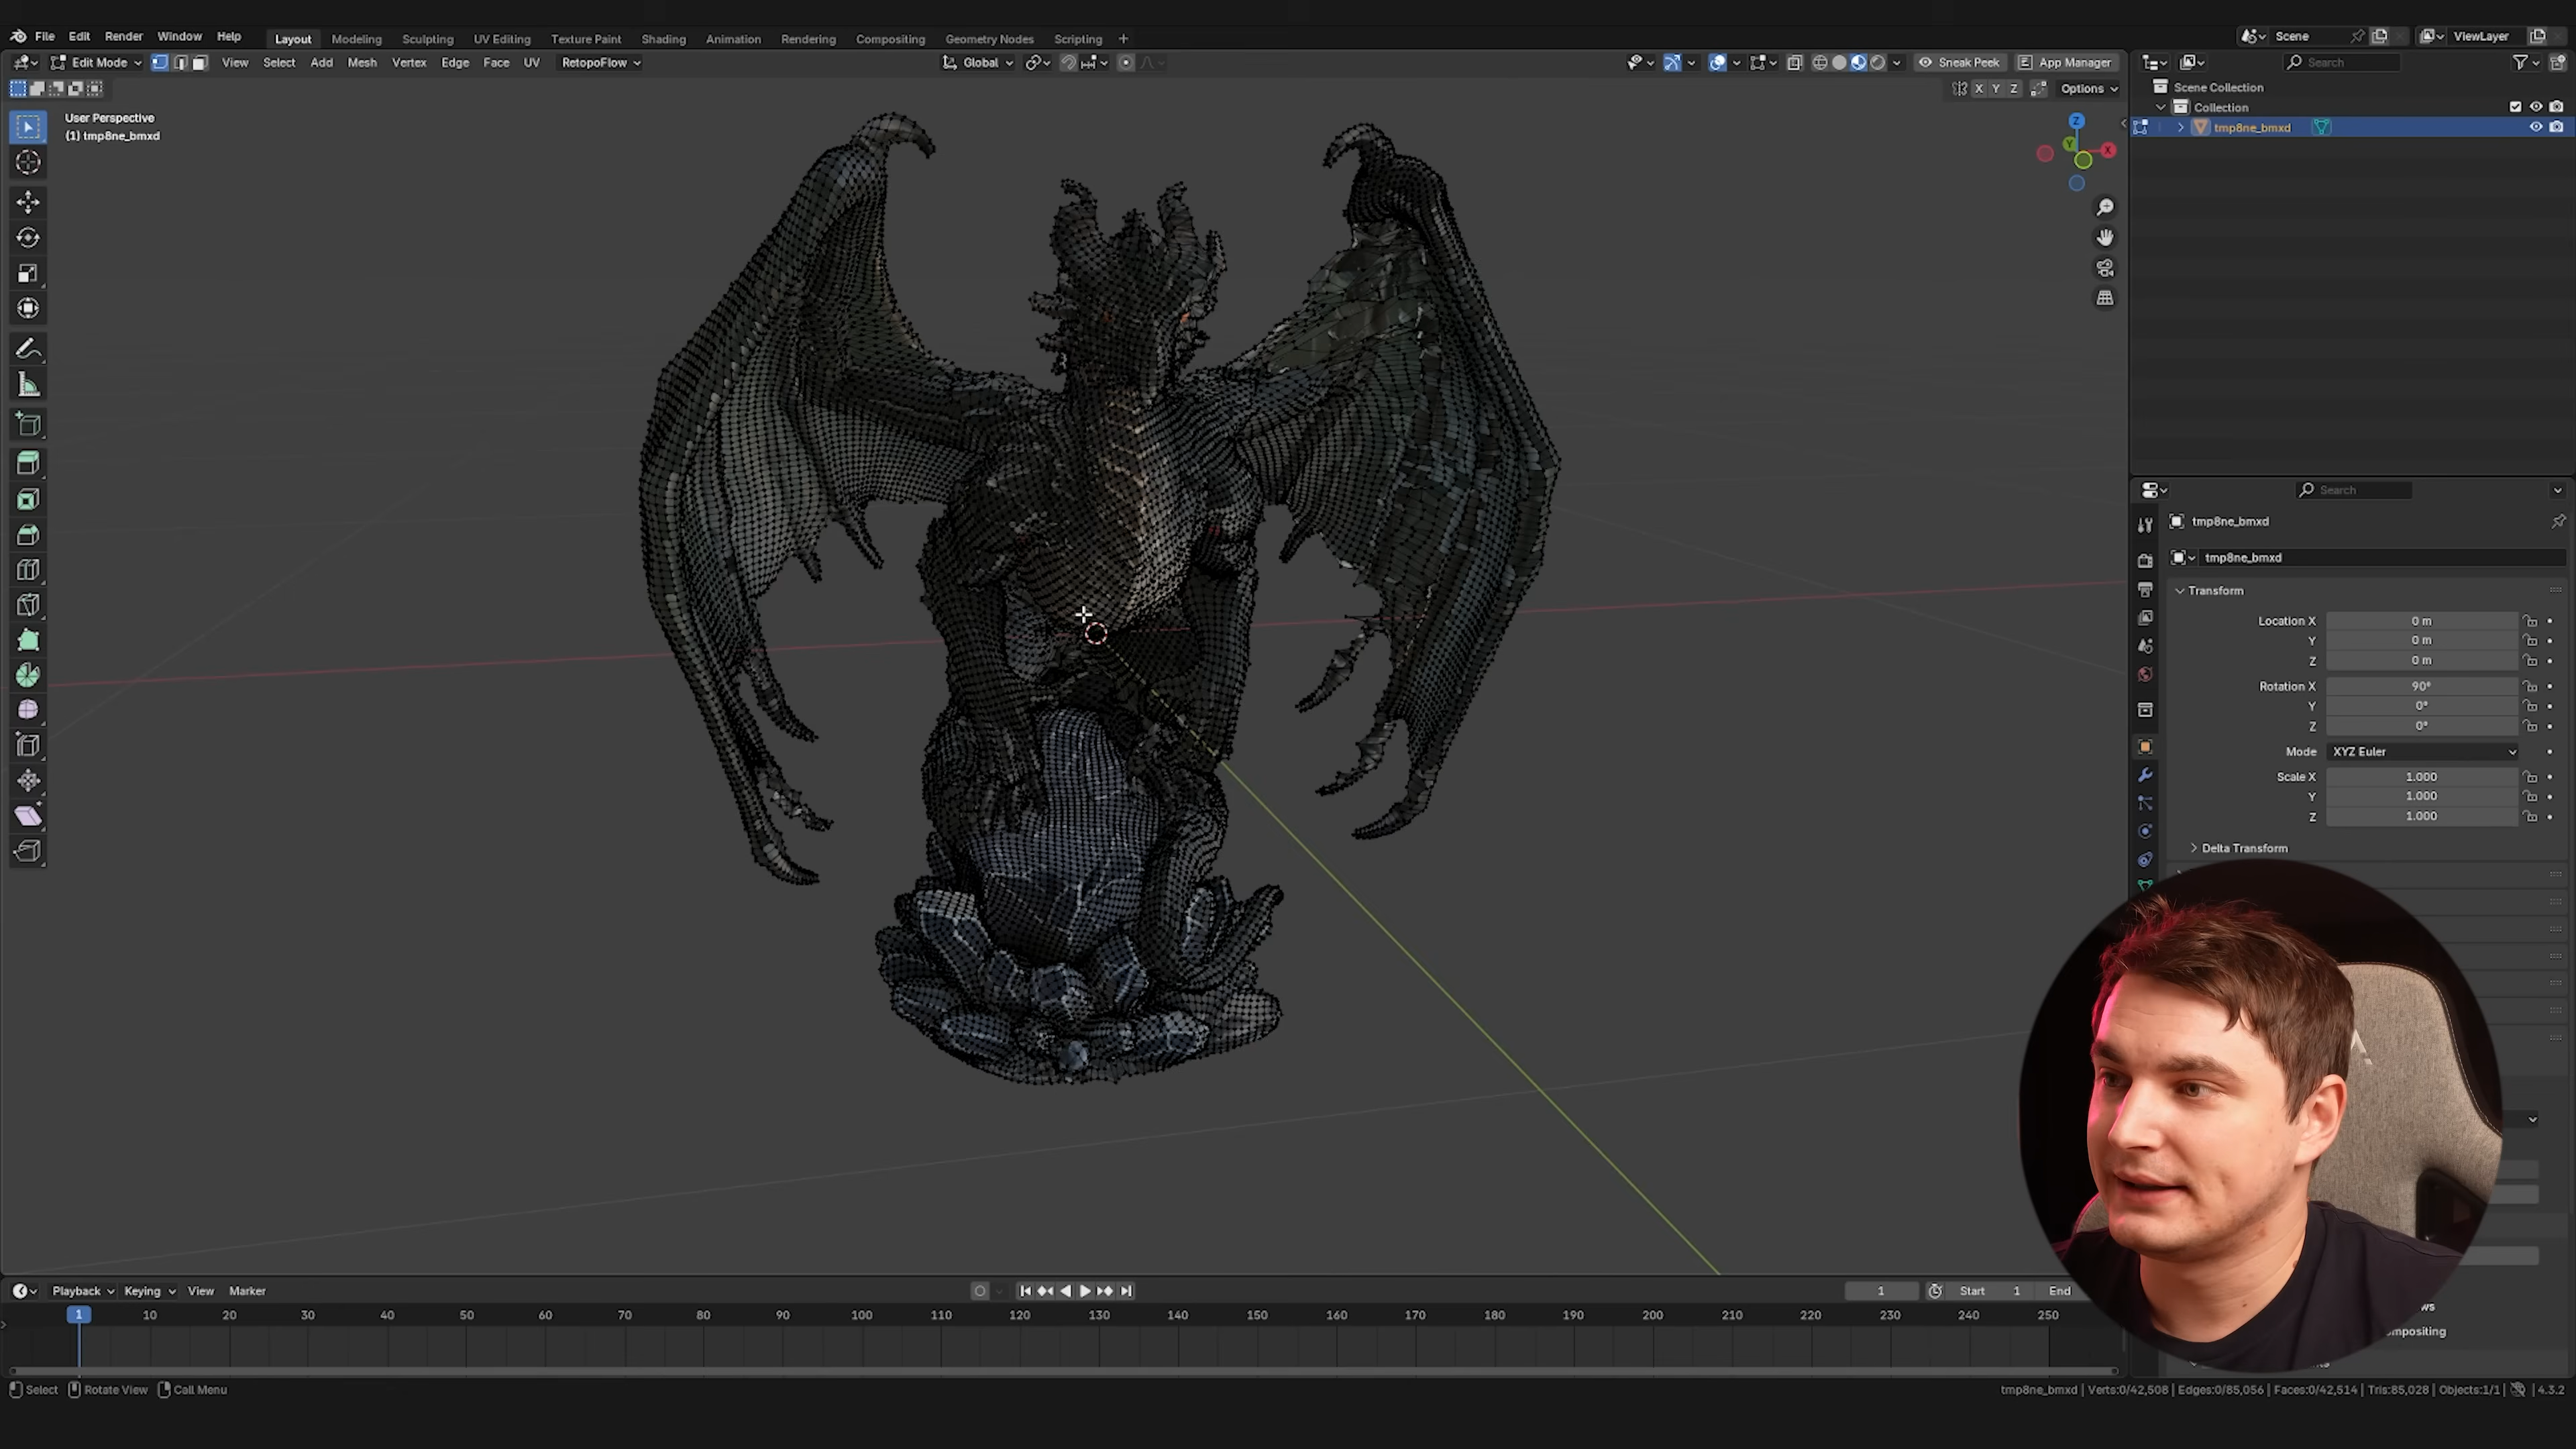 File Edit Render Window Help Layout Modeling Sculpting UV Editing Texture Paint Shading Animation Rendering Compositing Geometry Nodes Scripting + Scene ViewLayer
Edit Mode View Select Add Mesh Vertex Edge Face UV RetopoFlow Global Sneak Peek App Manager Search
X Y Z Options
Scene Collection
Collection
tmp8ne_bmxd
User Perspective
(1) tmp8ne_bmxd
Z
Y
X
Search
tmp8ne_bmxd
tmp8ne_bmxd
Transform
Location X 0 m
Y 0 m
Z 0 m
Rotation X 90°
Y 0°
Z 0°
Mode XYZ Euler
Scale X 1.000
Y 1.000
Z 1.000
Delta Transform
Playback Keying View Marker 1 Start 1 End
1 10 20 30 40 50 60 70 80 90 100 110 120 130 140 150 160 170 180 190 200 210 220 230 240 250
ws
mpositing
Select Rotate View Call Menu tmp8ne_bmxd | Verts:0/42,508 | Edges:0/85,056 | Faces:0/42,514 | Tris:85,028 | Objects:1/1 | 4.3.2